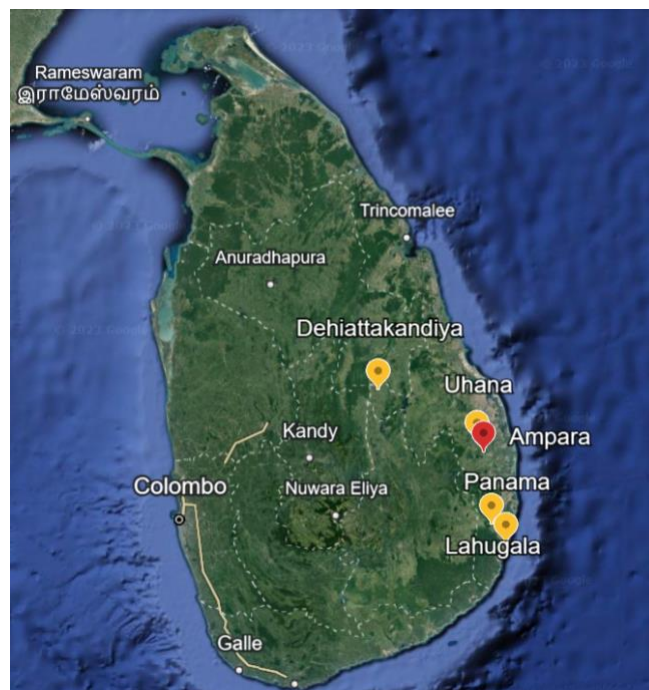 Rameswaram
இராமேஸ்வரம்
Trincomalee
Anuradhapura
Dehiattakandiya
Uhana
Kandy
Ampara
Colombo
Panama
Nuwara Eliya
Lahugala
Galle